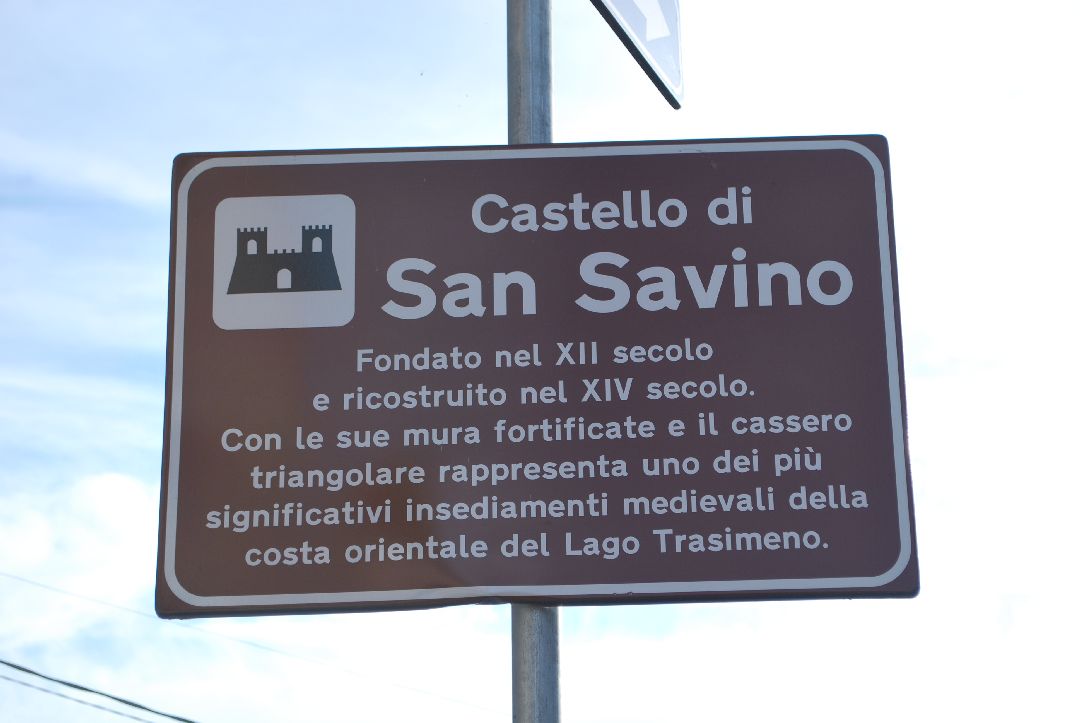 Castello di
San Savino
Fondato nel XII secolo
e ricostruito nel XIV secolo.
Con le sue mura fortificate e il cassero
triangolare rappresenta uno dei più
significativi insediamenti medievali della
costa orientale del Lago Trasimeno.